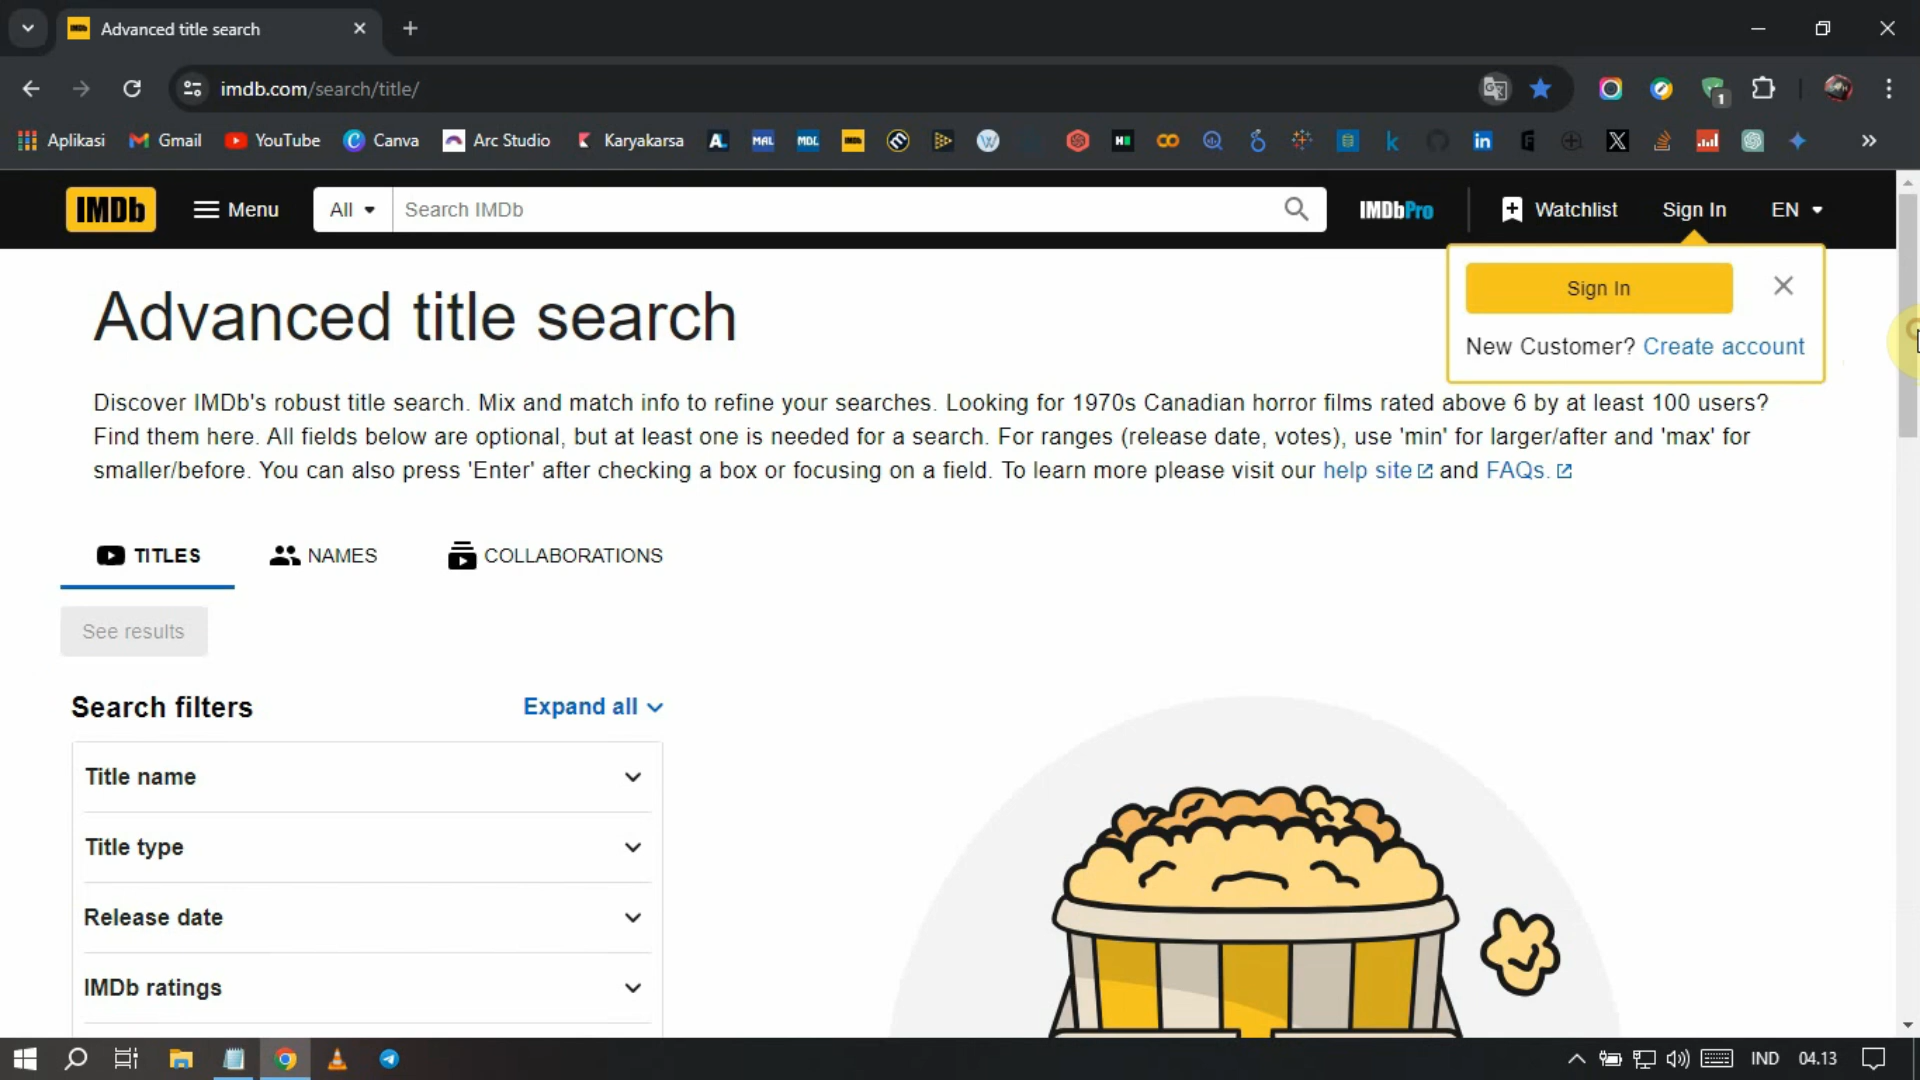 Advanced title search
imdb.com/search/title/
1
Aplikasi
Gmail
YouTube
Canva
Arc Studio
Karyakarsa
MAL
MDL
IMDb
IMDb
Menu
All
Search IMDb
IMDbPro
Watchlist
Sign In
EN
Sign In
New Customer? Create account
Advanced title search
Discover IMDb's robust title search. Mix and match info to refine your searches. Looking for 1970s Canadian horror films rated above 6 by at least 100 users?
Find them here. All fields below are optional, but at least one is needed for a search. For ranges (release date, votes), use 'min' for larger/after and 'max' for
smaller/before. You can also press 'Enter' after checking a box or focusing on a field. To learn more please visit our help site and FAQs.
TITLES
NAMES
COLLABORATIONS
See results
Search filters
Expand all
Title name
Title type
Release date
IMDb ratings
IND
04.13